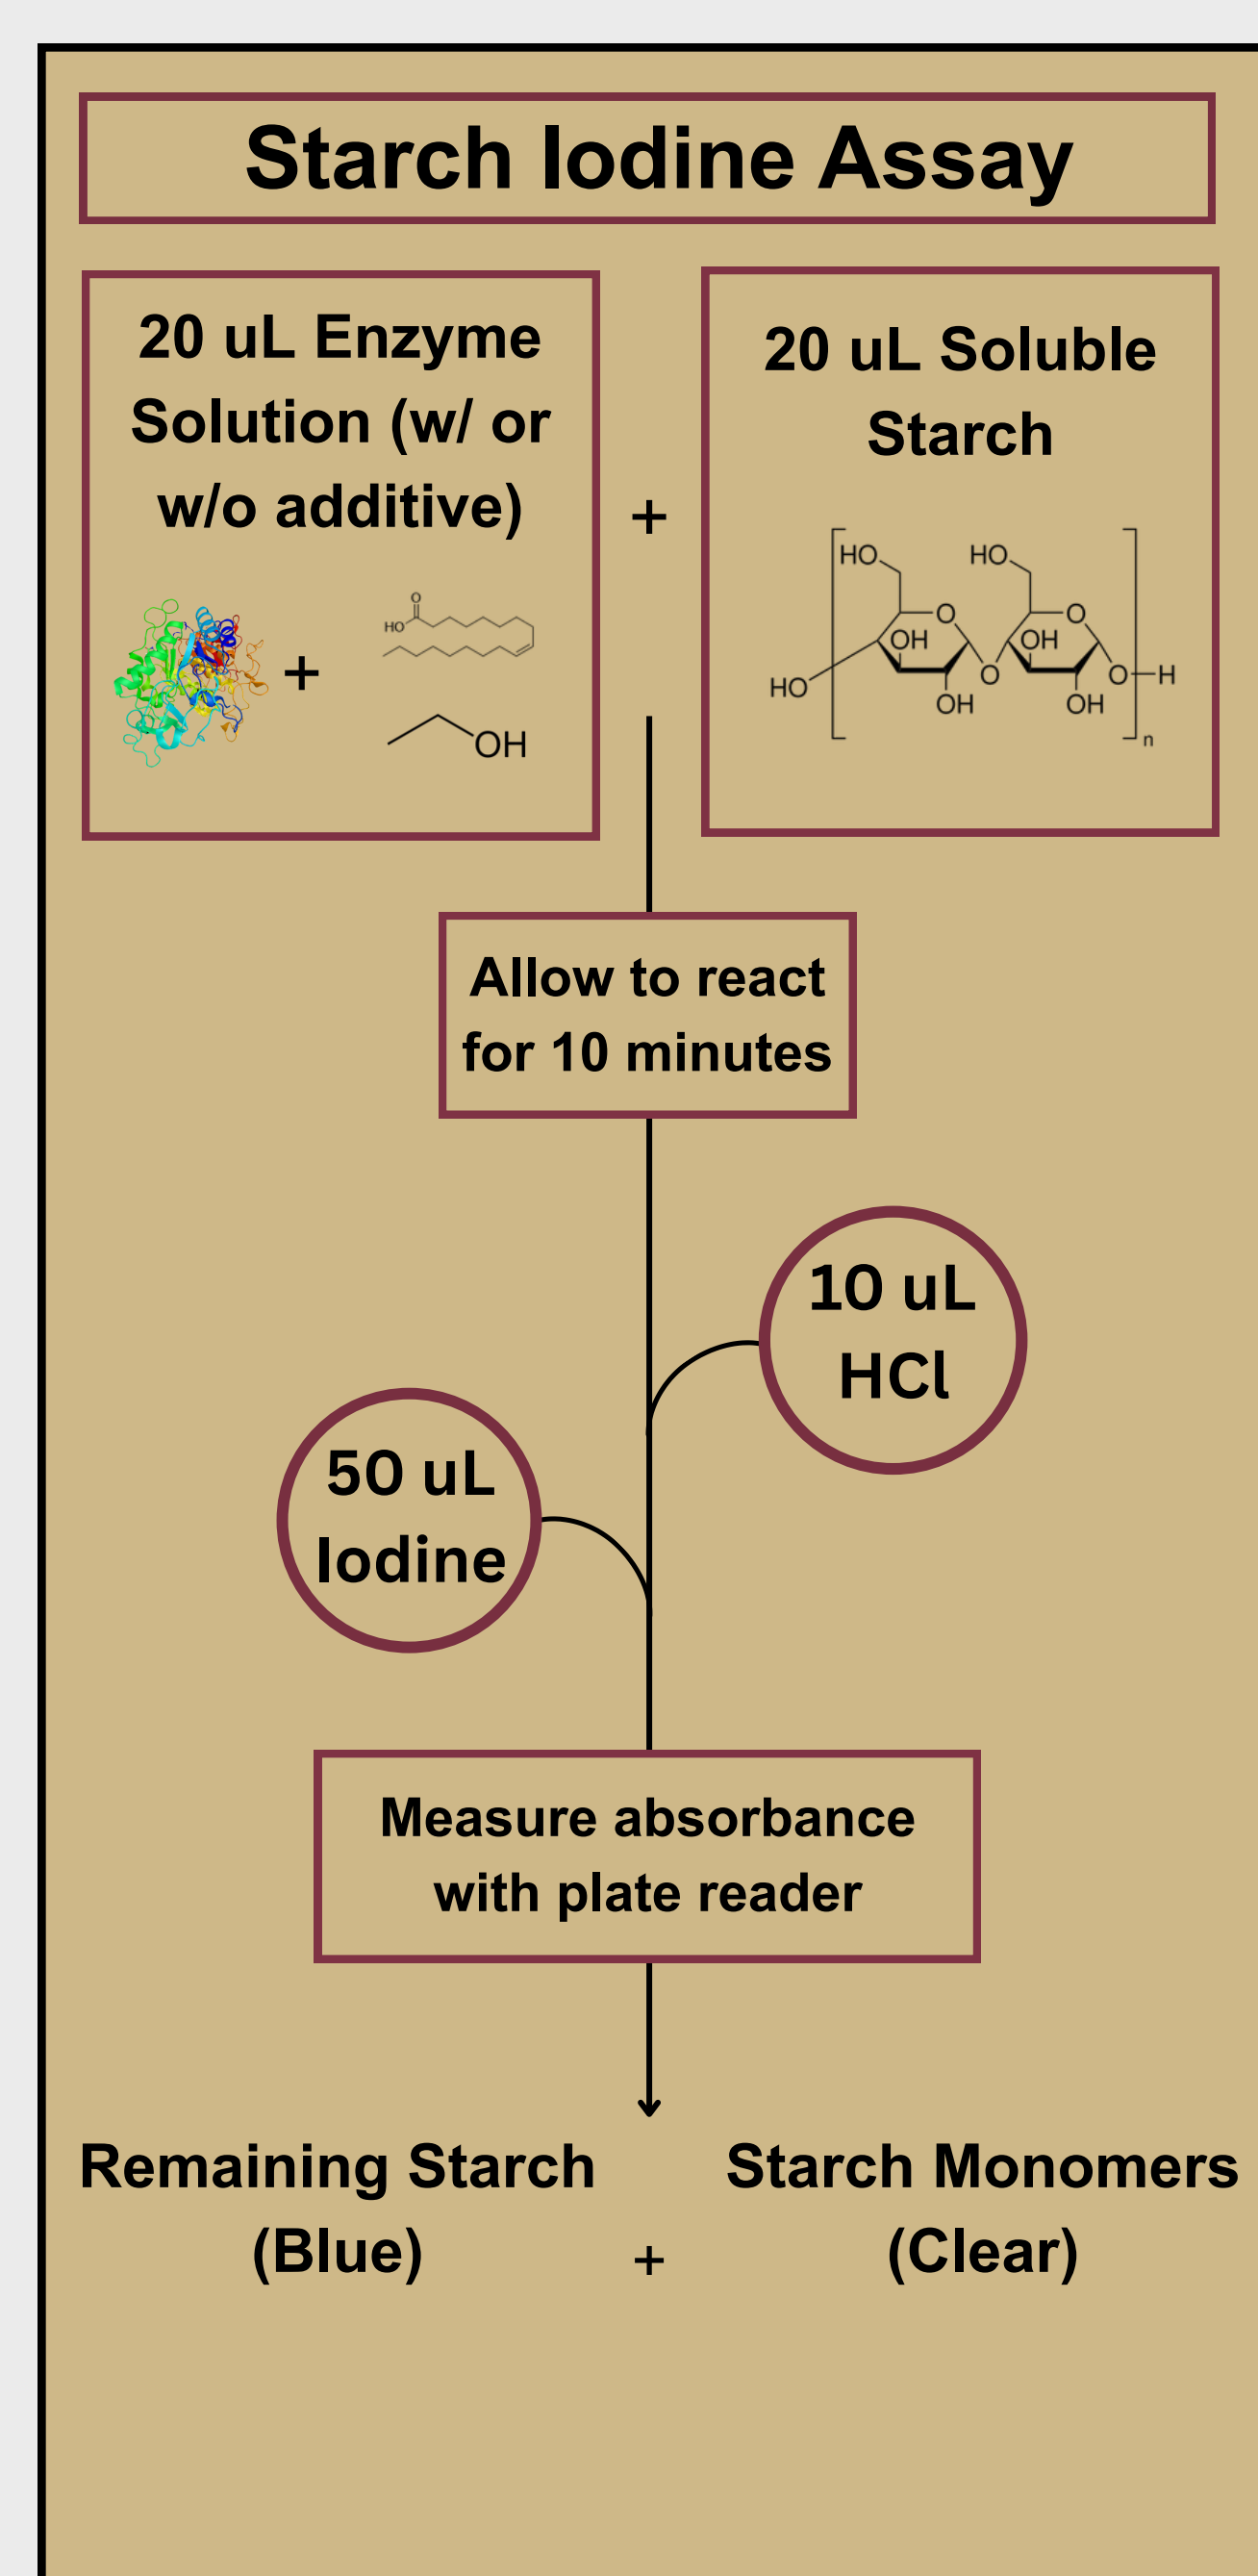 Starch Iodine Assay
20 uL Enzyme
Solution (w/ or
w/o additive)
O
HO
+
OH
+
20 uL Soluble
Starch
HO HO
O O
OH OH
HO O O H
OH OH
n
Allow to react
for 10 minutes
10 uL
HCl
50 uL
Iodine
Measure absorbance
with plate reader
Remaining Starch
(Blue)
+
Starch Monomers
(Clear)